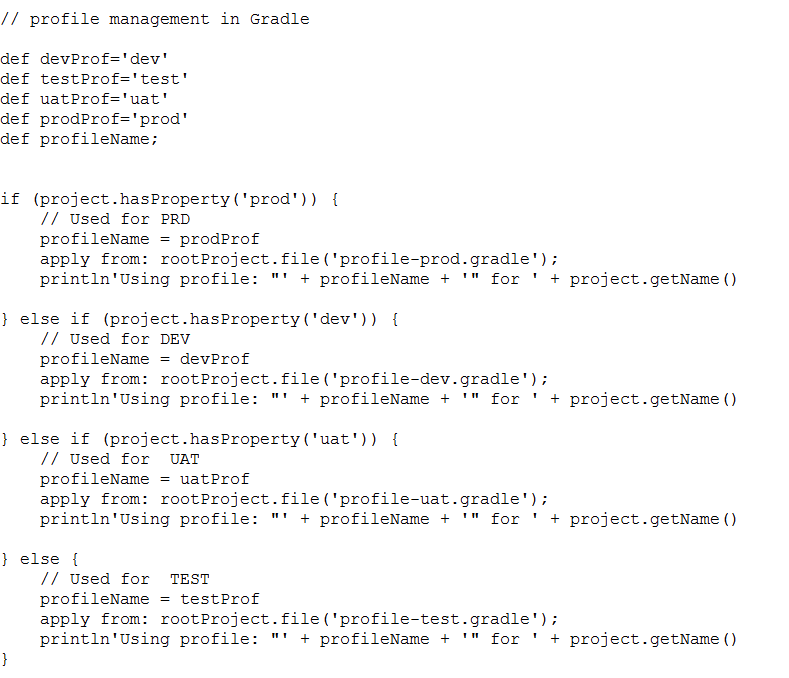 // profile management in Gradle
def devProf='dev'
def testProf='test'
def uatProf='uat'
def prodProf='prod'
def profileName;
if (project.hasProperty('prod')) {
    // Used for PRD
    profileName = prodProf
    apply from: rootProject.file('profile-prod.gradle');
    println'Using profile: "' + profileName + '" for ' + project.getName()
} else if (project.hasProperty('dev')) {
    // Used for DEV
    profileName = devProf
    apply from: rootProject.file('profile-dev.gradle');
    println'Using profile: "' + profileName + '" for ' + project.getName()
} else if (project.hasProperty('uat')) {
    // Used for  UAT
    profileName = uatProf
    apply from: rootProject.file('profile-uat.gradle');
    println'Using profile: "' + profileName + '" for ' + project.getName()
} else {
    // Used for  TEST
    profileName = testProf
    apply from: rootProject.file('profile-test.gradle');
    println'Using profile: "' + profileName + '" for ' + project.getName()
}